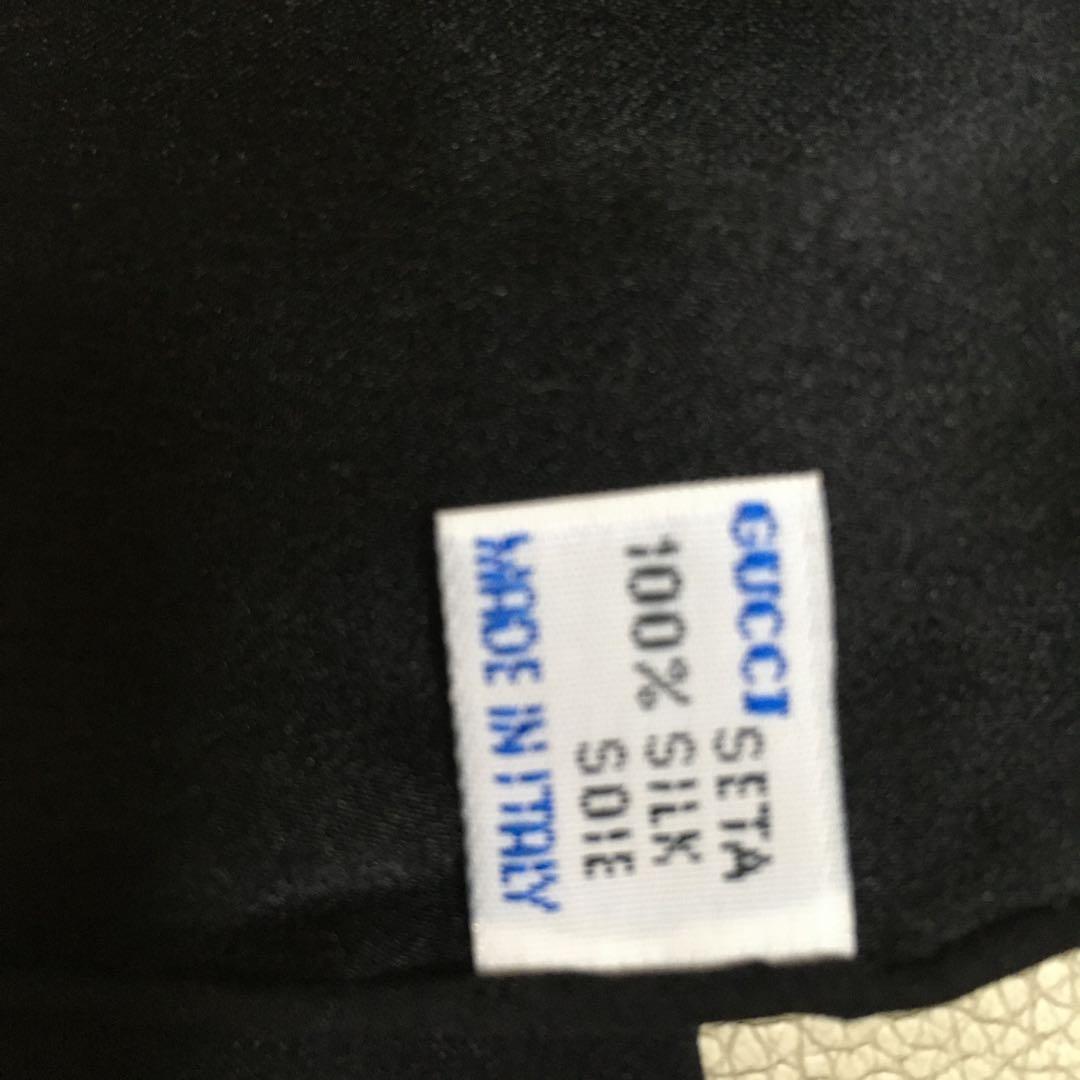 GUCCI
SETA
100% SILK
SOIE
MADE IN ITALY